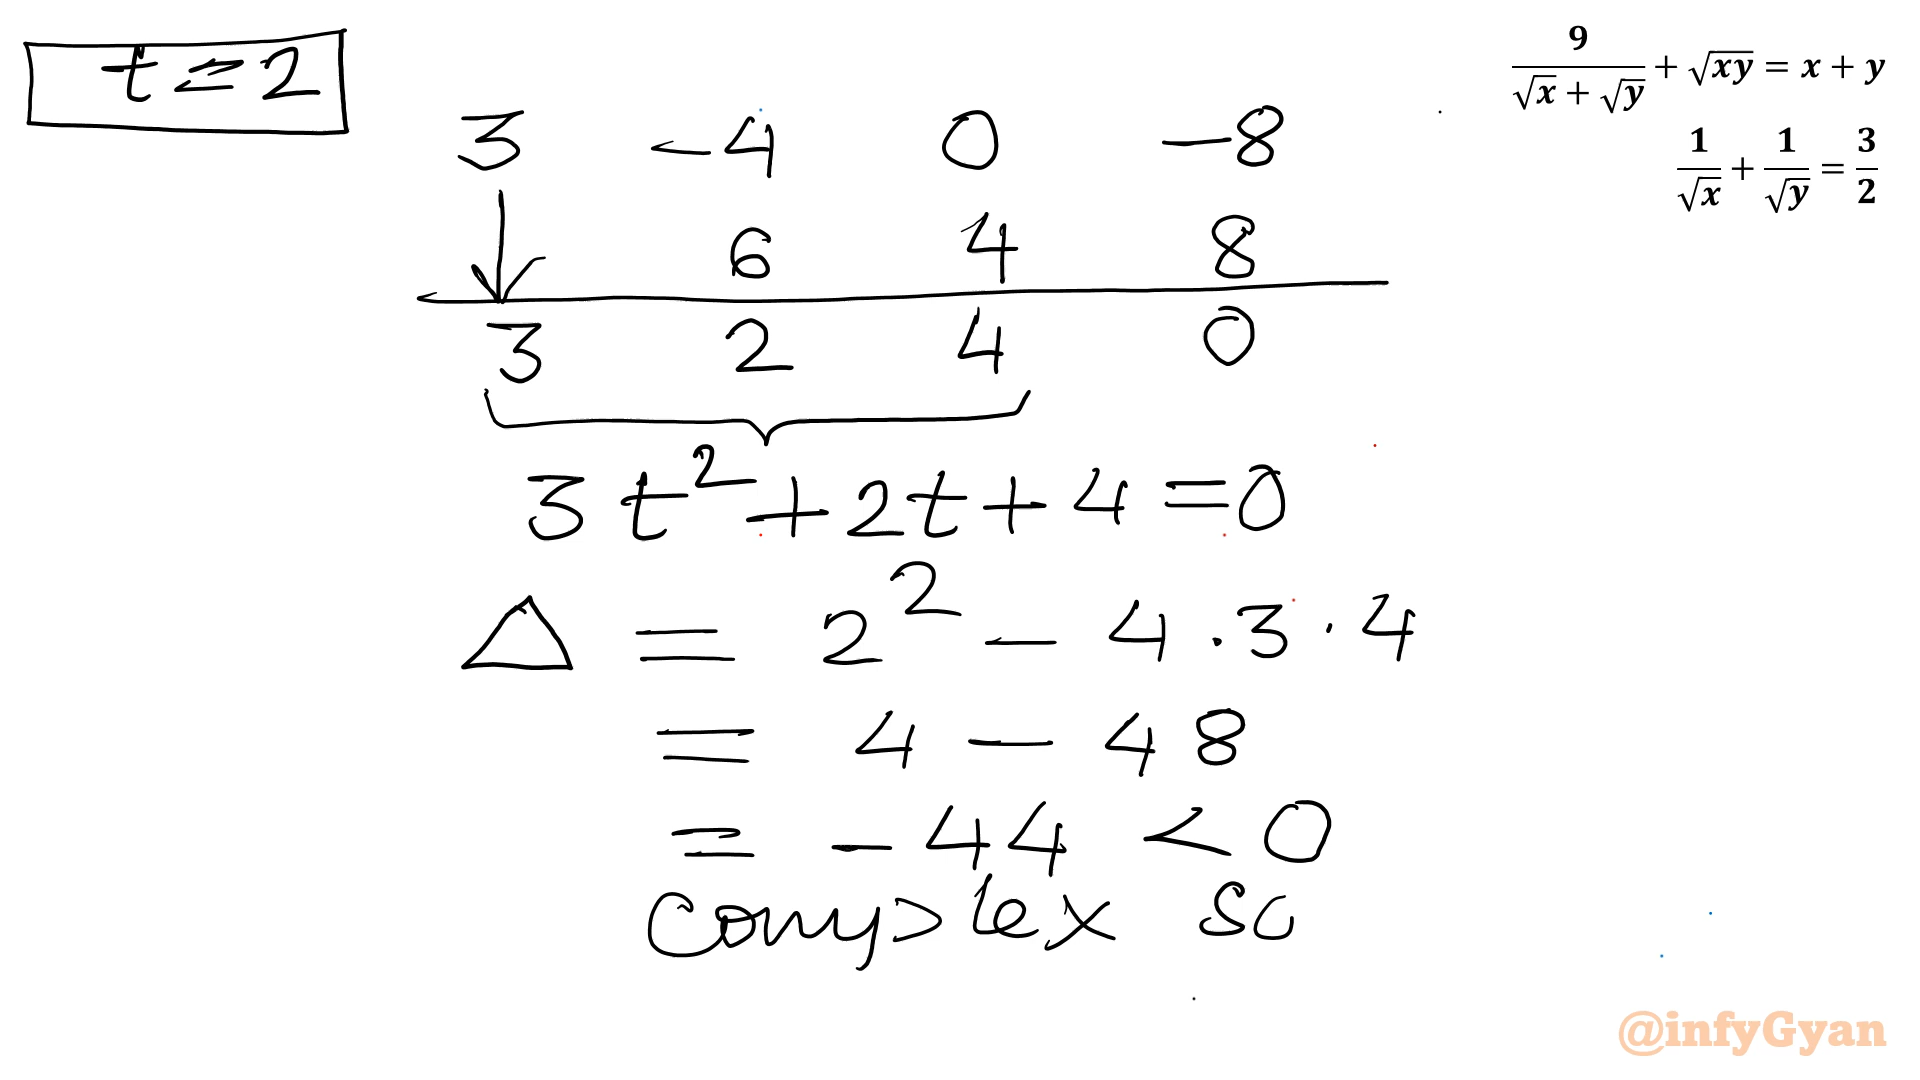 t = 2
9/(√x + √y) + √xy = x + y
1/√x + 1/√y = 3/2
3 -4 0 -8
6 4 8
3 2 4 0
3t² + 2t + 4 = 0
Δ = 2² - 4 · 3 · 4
= 4 - 48
= -44 < 0
complex so
@infyGyan